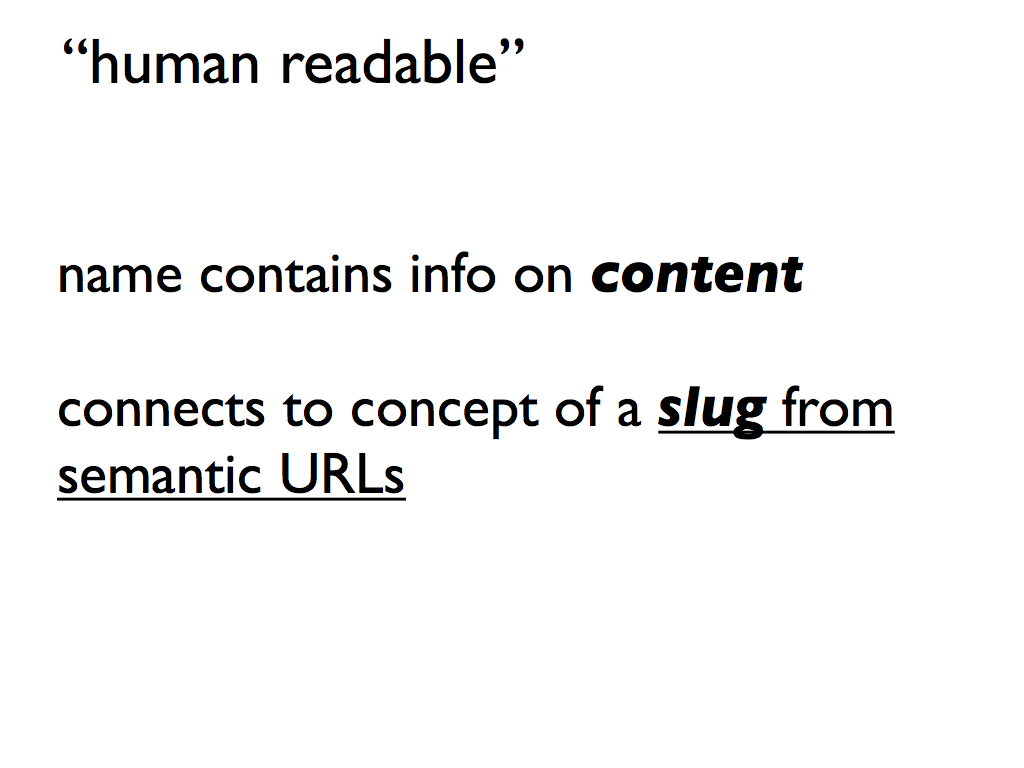 “human readable”
name contains info on content
connects to concept of a slug from
semantic URLs